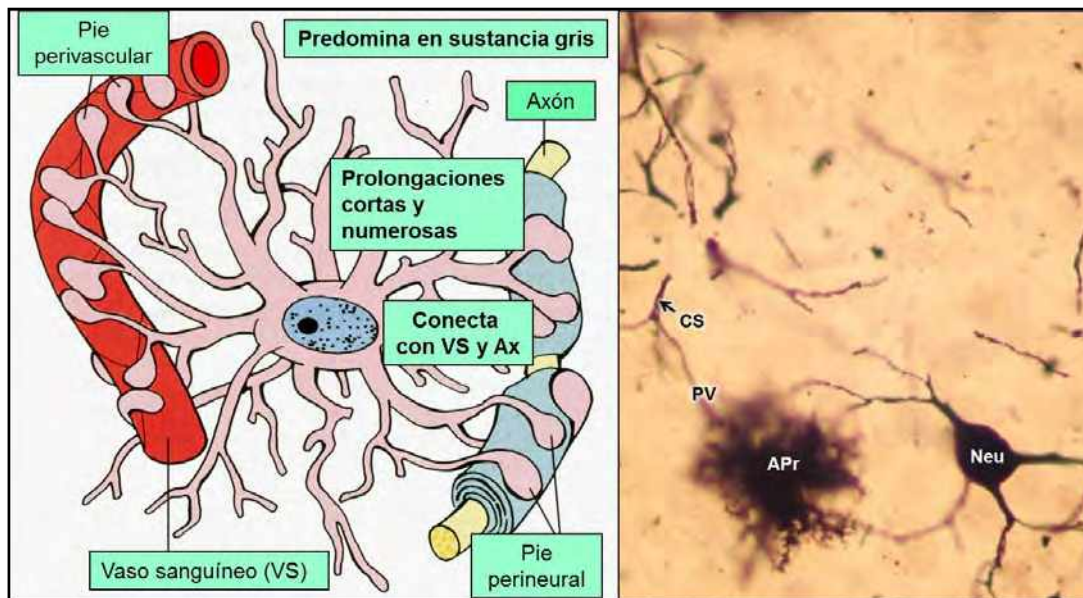 Pie
perivascular
Predomina en sustancia gris
Axón
Prolongaciones
cortas y
numerosas
Conecta
con VS y Ax
Vaso sanguíneo (VS)
Pie
perineural
CS
PV
APr
Neu